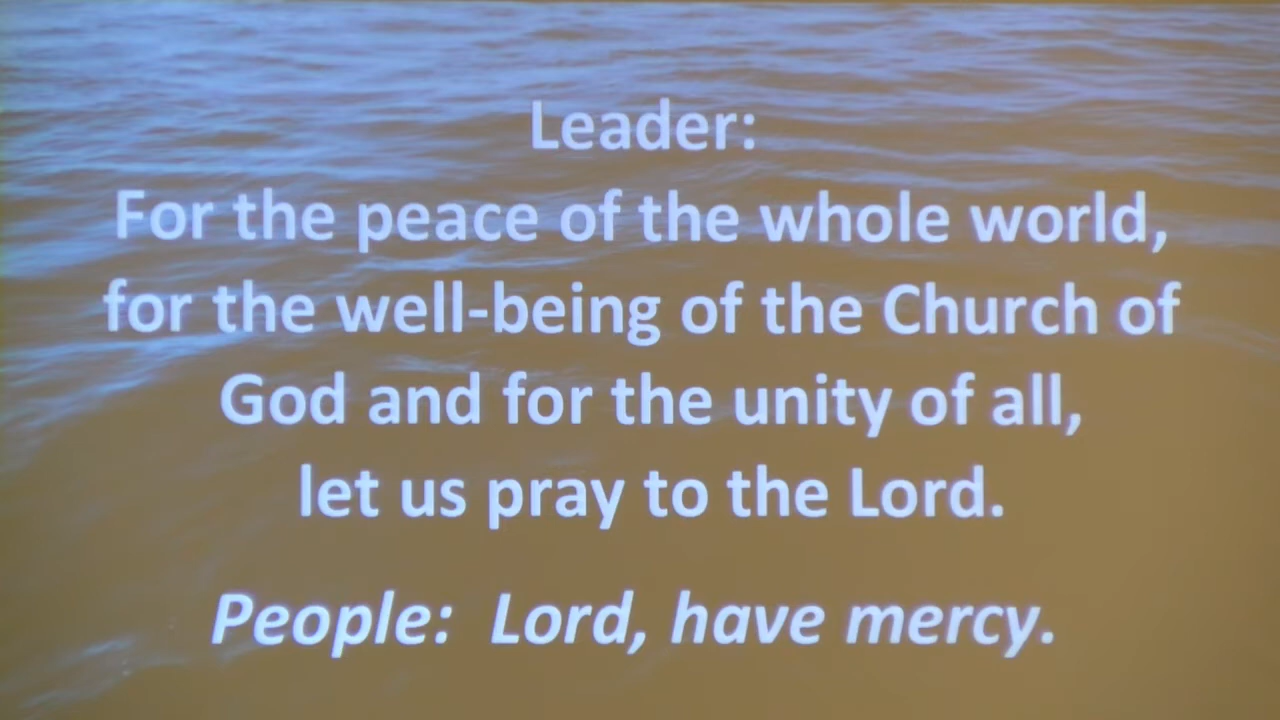 Leader:
For the peace of the whole world,
for the well-being of the Church of
God and for the unity of all,
let us pray to the Lord.
People:  Lord, have mercy.